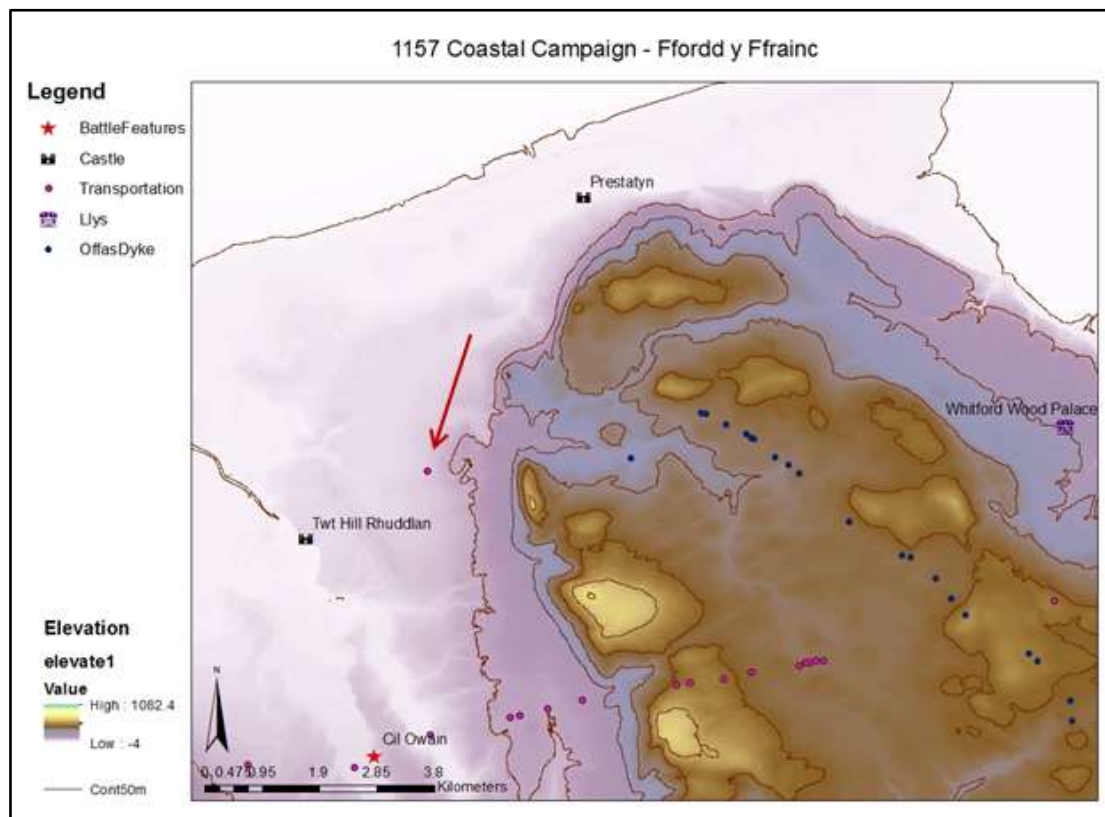 1157 Coastal Campaign - Ffordd y Ffrainc
Legend
BattleFeatures
Castle
Transportation
Llys
OffasDyke
Prestatyn
Whitford Wood Palace
Twt Hill Rhuddlan
Cil Owain
Elevation
elevate1
Value
High : 1082.4
Low : -4
Cont50m
N
0 0.475 0.95 1.9 2.85 3.8
Kilometers